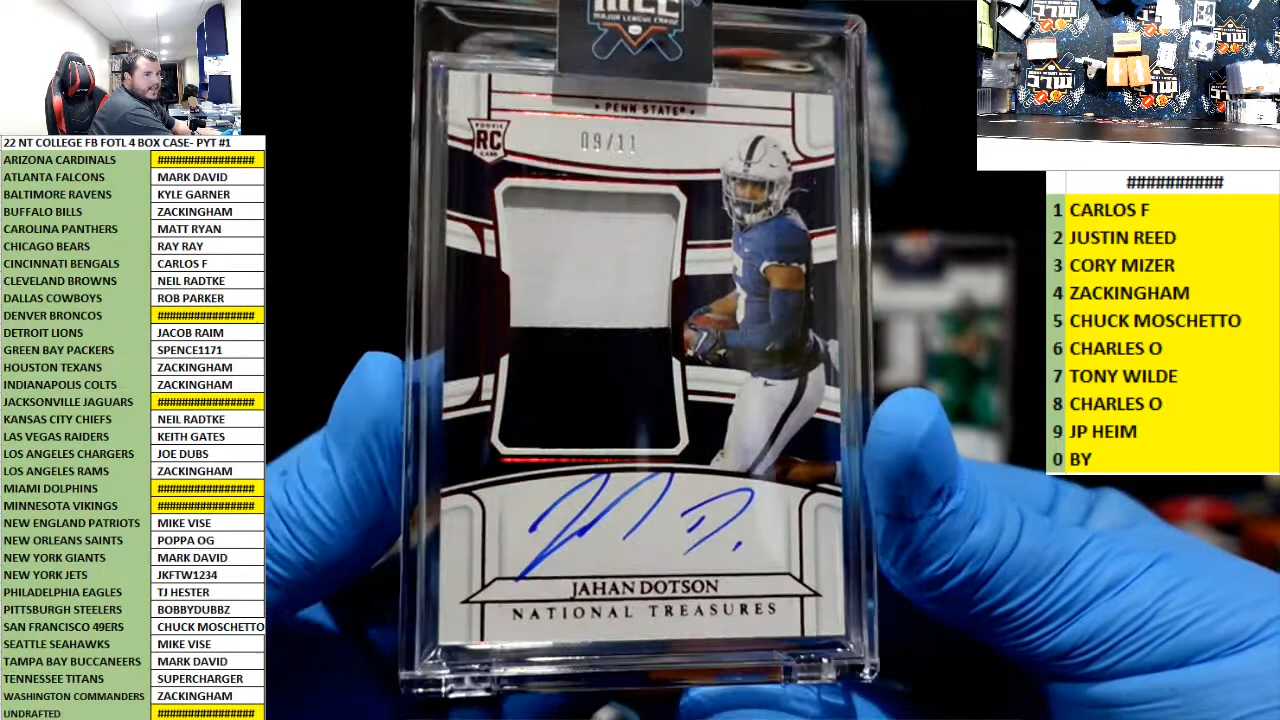 MAJOR LEAGUE CARDS
• PENN STATE® •
ROOKIE
RC
CARD
09/11
JAHAN DOTSON
NATIONAL TREASURES
22 NT COLLEGE FB FOTL 4 BOX CASE- PYT #1
ARIZONA CARDINALS ################
ATLANTA FALCONS MARK DAVID
BALTIMORE RAVENS KYLE GARNER
BUFFALO BILLS ZACKINGHAM
CAROLINA PANTHERS MATT RYAN
CHICAGO BEARS RAY RAY
CINCINNATI BENGALS CARLOS F
CLEVELAND BROWNS NEIL RADTKE
DALLAS COWBOYS ROB PARKER
DENVER BRONCOS ################
DETROIT LIONS JACOB RAIM
GREEN BAY PACKERS SPENCE1171
HOUSTON TEXANS ZACKINGHAM
INDIANAPOLIS COLTS ZACKINGHAM
JACKSONVILLE JAGUARS ################
KANSAS CITY CHIEFS NEIL RADTKE
LAS VEGAS RAIDERS KEITH GATES
LOS ANGELES CHARGERS JOE DUBS
LOS ANGELES RAMS ZACKINGHAM
MIAMI DOLPHINS ################
MINNESOTA VIKINGS ################
NEW ENGLAND PATRIOTS MIKE VISE
NEW ORLEANS SAINTS POPPA OG
NEW YORK GIANTS MARK DAVID
NEW YORK JETS JKFTW1234
PHILADELPHIA EAGLES TJ HESTER
PITTSBURGH STEELERS BOBBYDUBBZ
SAN FRANCISCO 49ERS CHUCK MOSCHETTO
SEATTLE SEAHAWKS MIKE VISE
TAMPA BAY BUCCANEERS MARK DAVID
TENNESSEE TITANS SUPERCHARGER
WASHINGTON COMMANDERS ZACKINGHAM
UNDRAFTED ################
##########
1 CARLOS F
2 JUSTIN REED
3 CORY MIZER
4 ZACKINGHAM
5 CHUCK MOSCHETTO
6 CHARLES O
7 TONY WILDE
8 CHARLES O
9 JP HEIM
0 BY